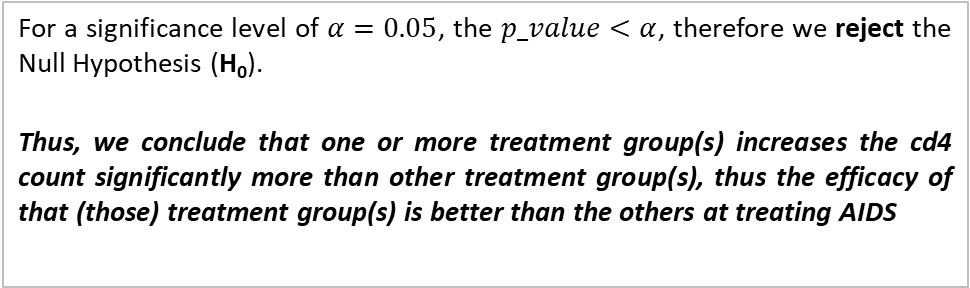 For a significance level of α = 0.05, the p_value < α, therefore we reject the
Null Hypothesis (H₀).
Thus, we conclude that one or more treatment group(s) increases the cd4
count significantly more than other treatment group(s), thus the efficacy of
that (those) treatment group(s) is better than the others at treating AIDS